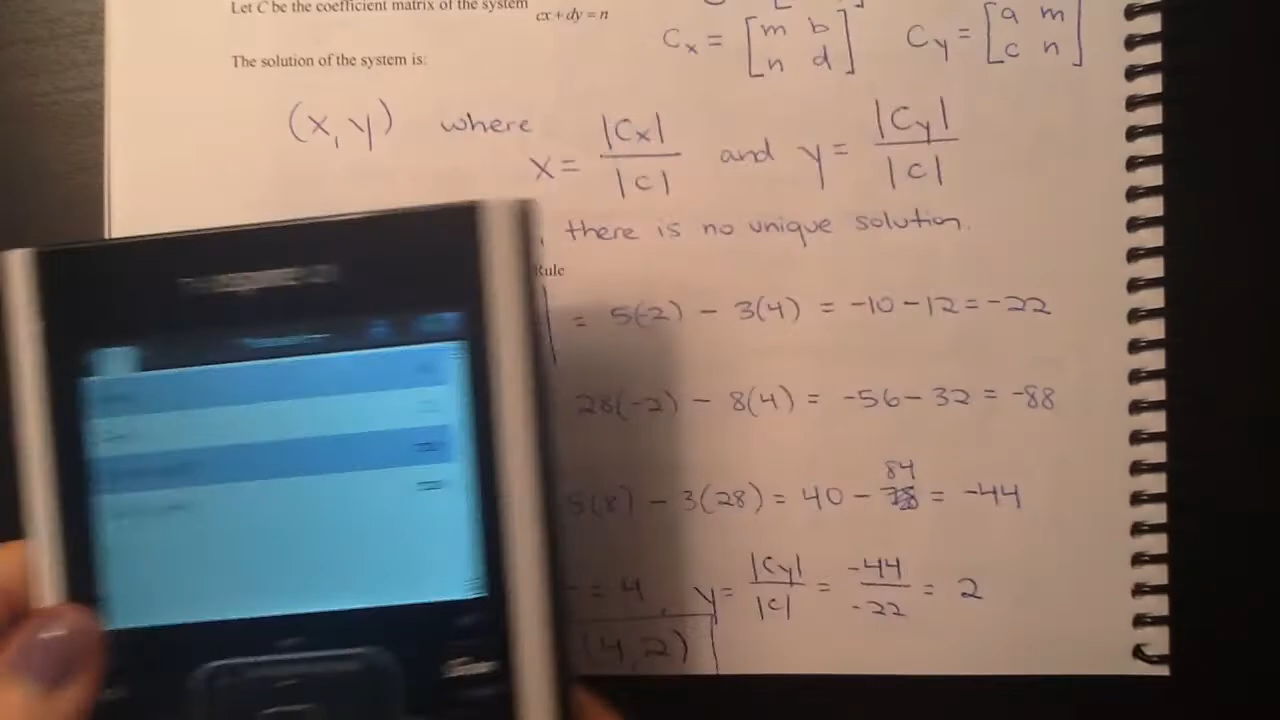 Let C be the coefficient matrix of the system
cx + dy = n
Cx = [m b
n d]
Cy = [a m
c n]
The solution of the system is:
(x, y) where x = |Cx| / |C| and y = |Cy| / |C|
, there is no unique solution.
Rule
= 5(-2) - 3(4) = -10 - 12 = -22
28(-2) - 8(4) = -56 - 32 = -88
5(8) - 3(28) = 40 - 84 = -44
= 4, y = |Cy| / |C| = -44 / -22 = 2
(4, 2)